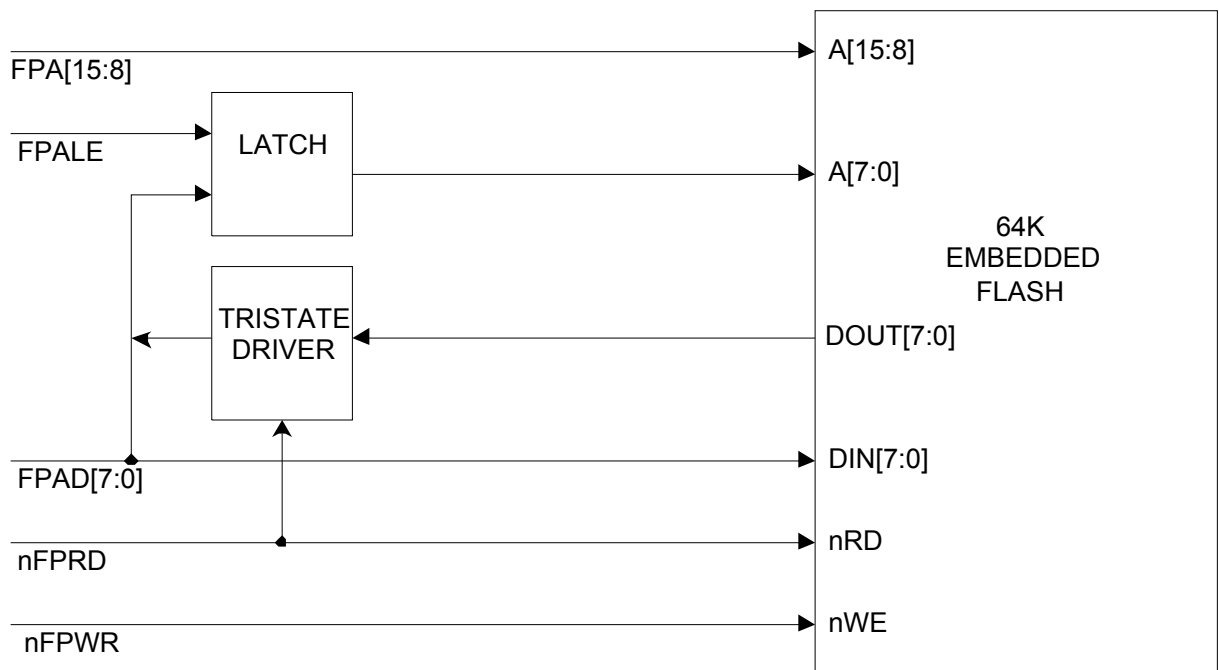 FPA[15:8]
A[15:8]
FPALE
LATCH
A[7:0]
64K
EMBEDDED
FLASH
TRISTATE
DRIVER
DOUT[7:0]
FPAD[7:0]
DIN[7:0]
nFPRD
nRD
nFPWR
nWE